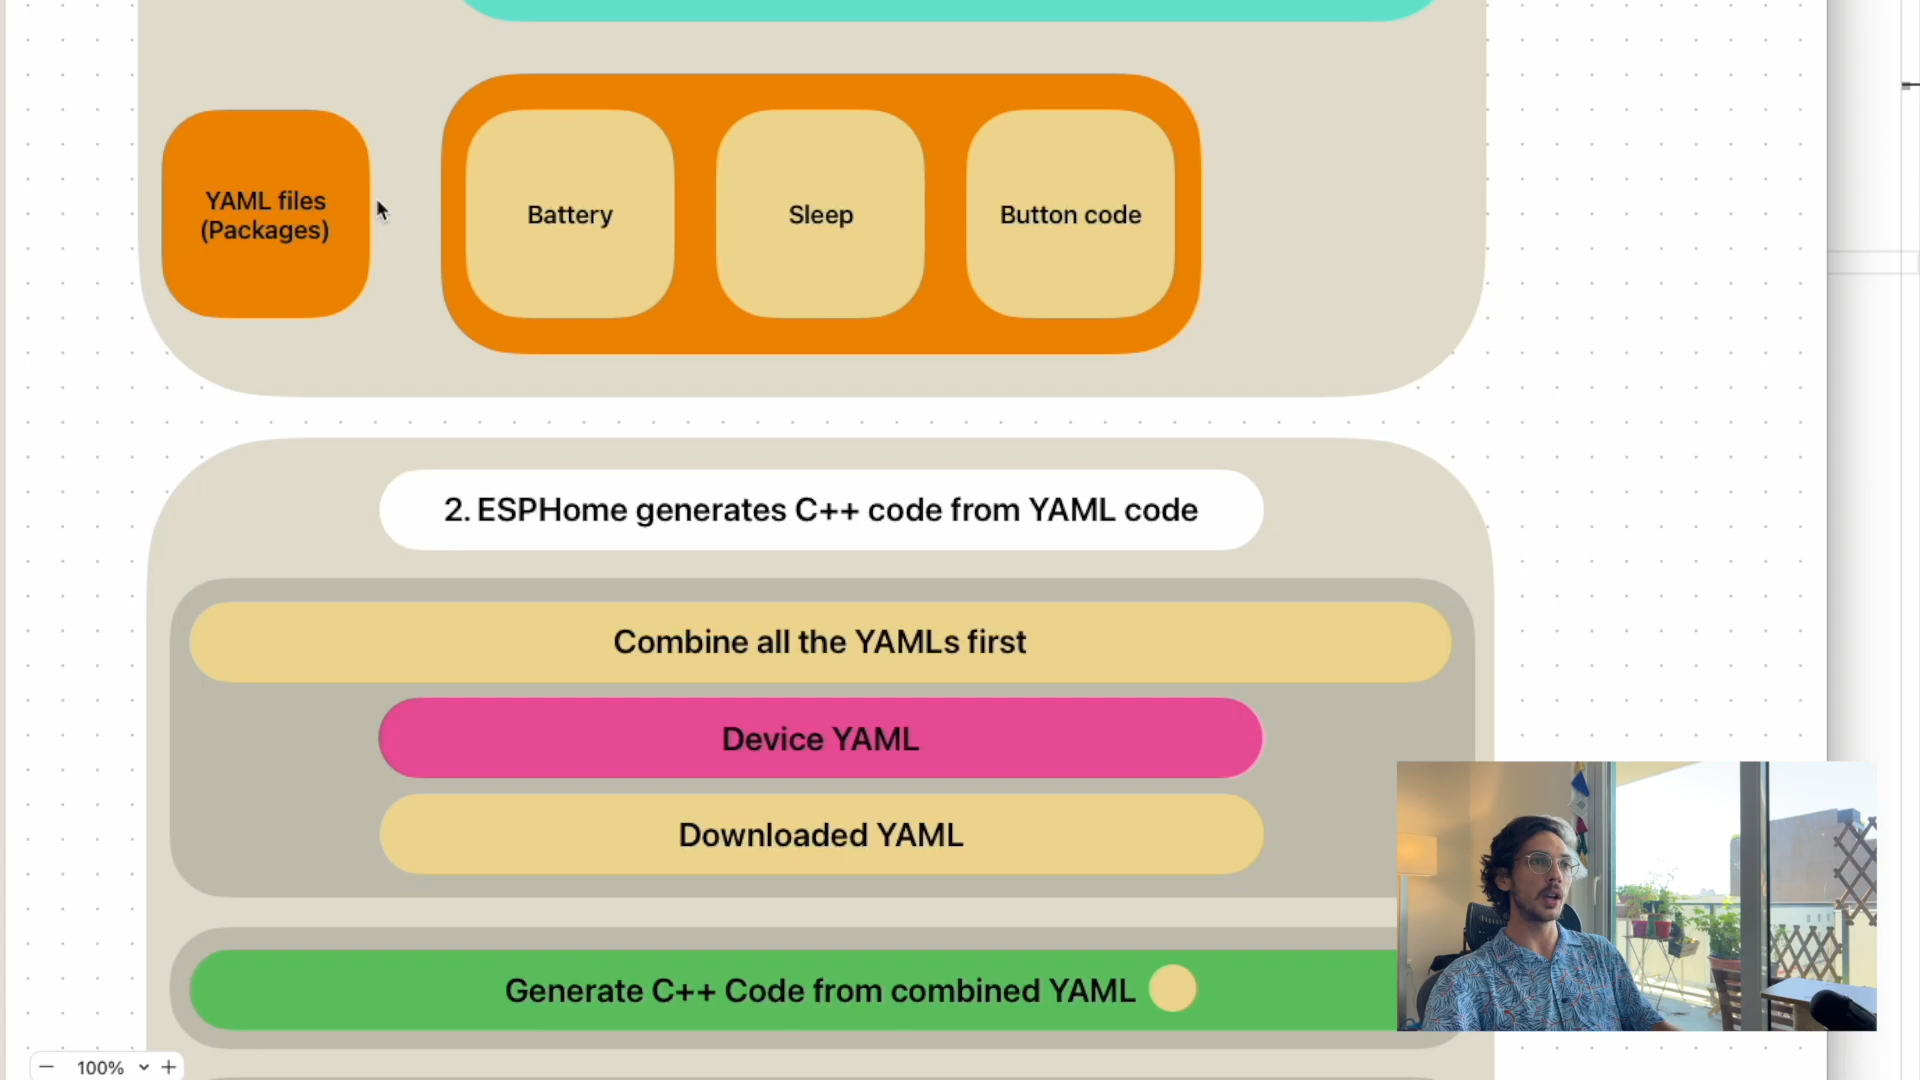 YAML files
(Packages)
Battery
Sleep
Button code
2. ESPHome generates C++ code from YAML code
Combine all the YAMLs first
Device YAML
Downloaded YAML
Generate C++ Code from combined YAML
100%